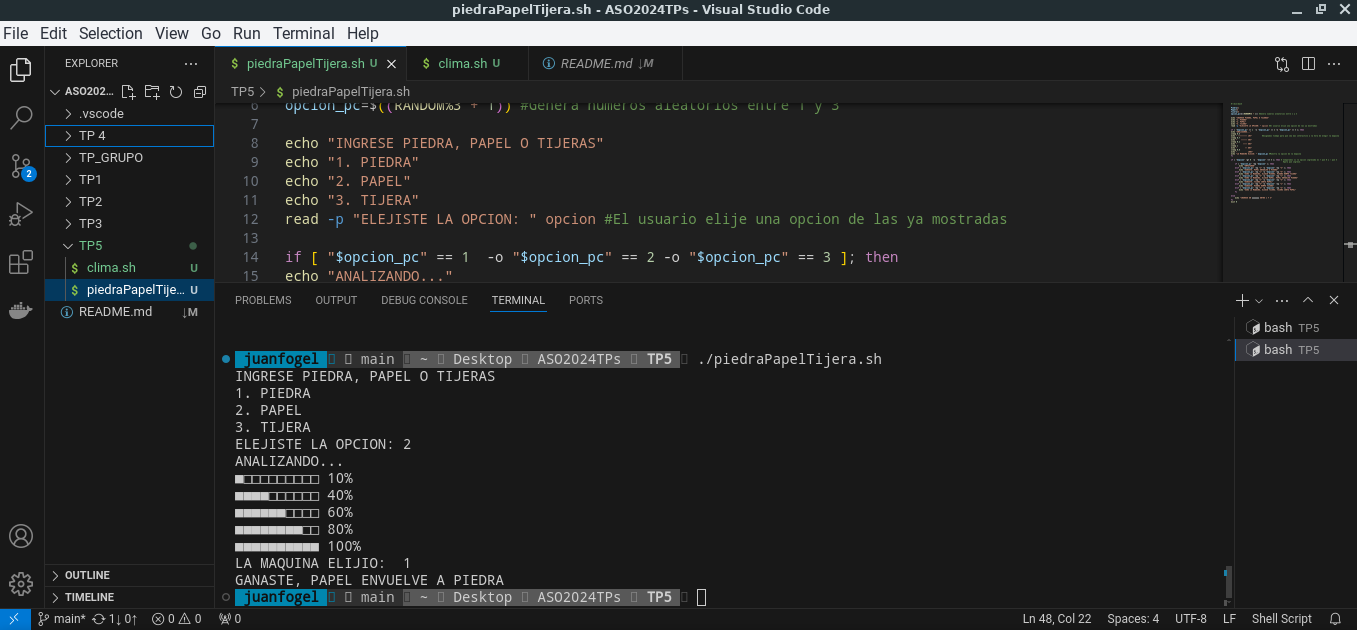 piedraPapelTijera.sh - ASO2024TPs - Visual Studio Code
File Edit Selection View Go Run Terminal Help
EXPLORER
ASO202...
.vscode
TP 4
TP_GRUPO
TP1
TP2
TP3
TP5
clima.sh U
piedraPapelTije... U
README.md ↓M
OUTLINE
TIMELINE
2
$ piedraPapelTijera.sh U
$ clima.sh U
README.md ↓M
TP5 > $ piedraPapelTijera.sh
6 opcion_pc=$((RANDOM%3 + 1)) #Genera numeros aleatorios entre 1 y 3
7
8 echo "INGRESE PIEDRA, PAPEL O TIJERAS"
9 echo "1. PIEDRA"
10 echo "2. PAPEL"
11 echo "3. TIJERA"
12 read -p "ELEJISTE LA OPCION: " opcion #El usuario elije una opcion de las ya mostradas
13
14 if [ "$opcion_pc" == 1  -o "$opcion_pc" == 2 -o "$opcion_pc" == 3 ]; then
15 echo "ANALIZANDO..."
PROBLEMS OUTPUT DEBUG CONSOLE TERMINAL PORTS
bash TP5
bash TP5
juanfogel main ~ Desktop ASO2024TPs TP5 ./piedraPapelTijera.sh
INGRESE PIEDRA, PAPEL O TIJERAS
1. PIEDRA
2. PAPEL
3. TIJERA
ELEJISTE LA OPCION: 2
ANALIZANDO...
■□□□□□□□□□ 10%
■■■■□□□□□□ 40%
■■■■■■□□□□ 60%
■■■■■■■■□□ 80%
■■■■■■■■■■ 100%
LA MAQUINA ELIJIO:  1
GANASTE, PAPEL ENVUELVE A PIEDRA
juanfogel main ~ Desktop ASO2024TPs TP5
main* 1↓ 0↑ 0 0 0 Ln 48, Col 22 Spaces: 4 UTF-8 LF Shell Script